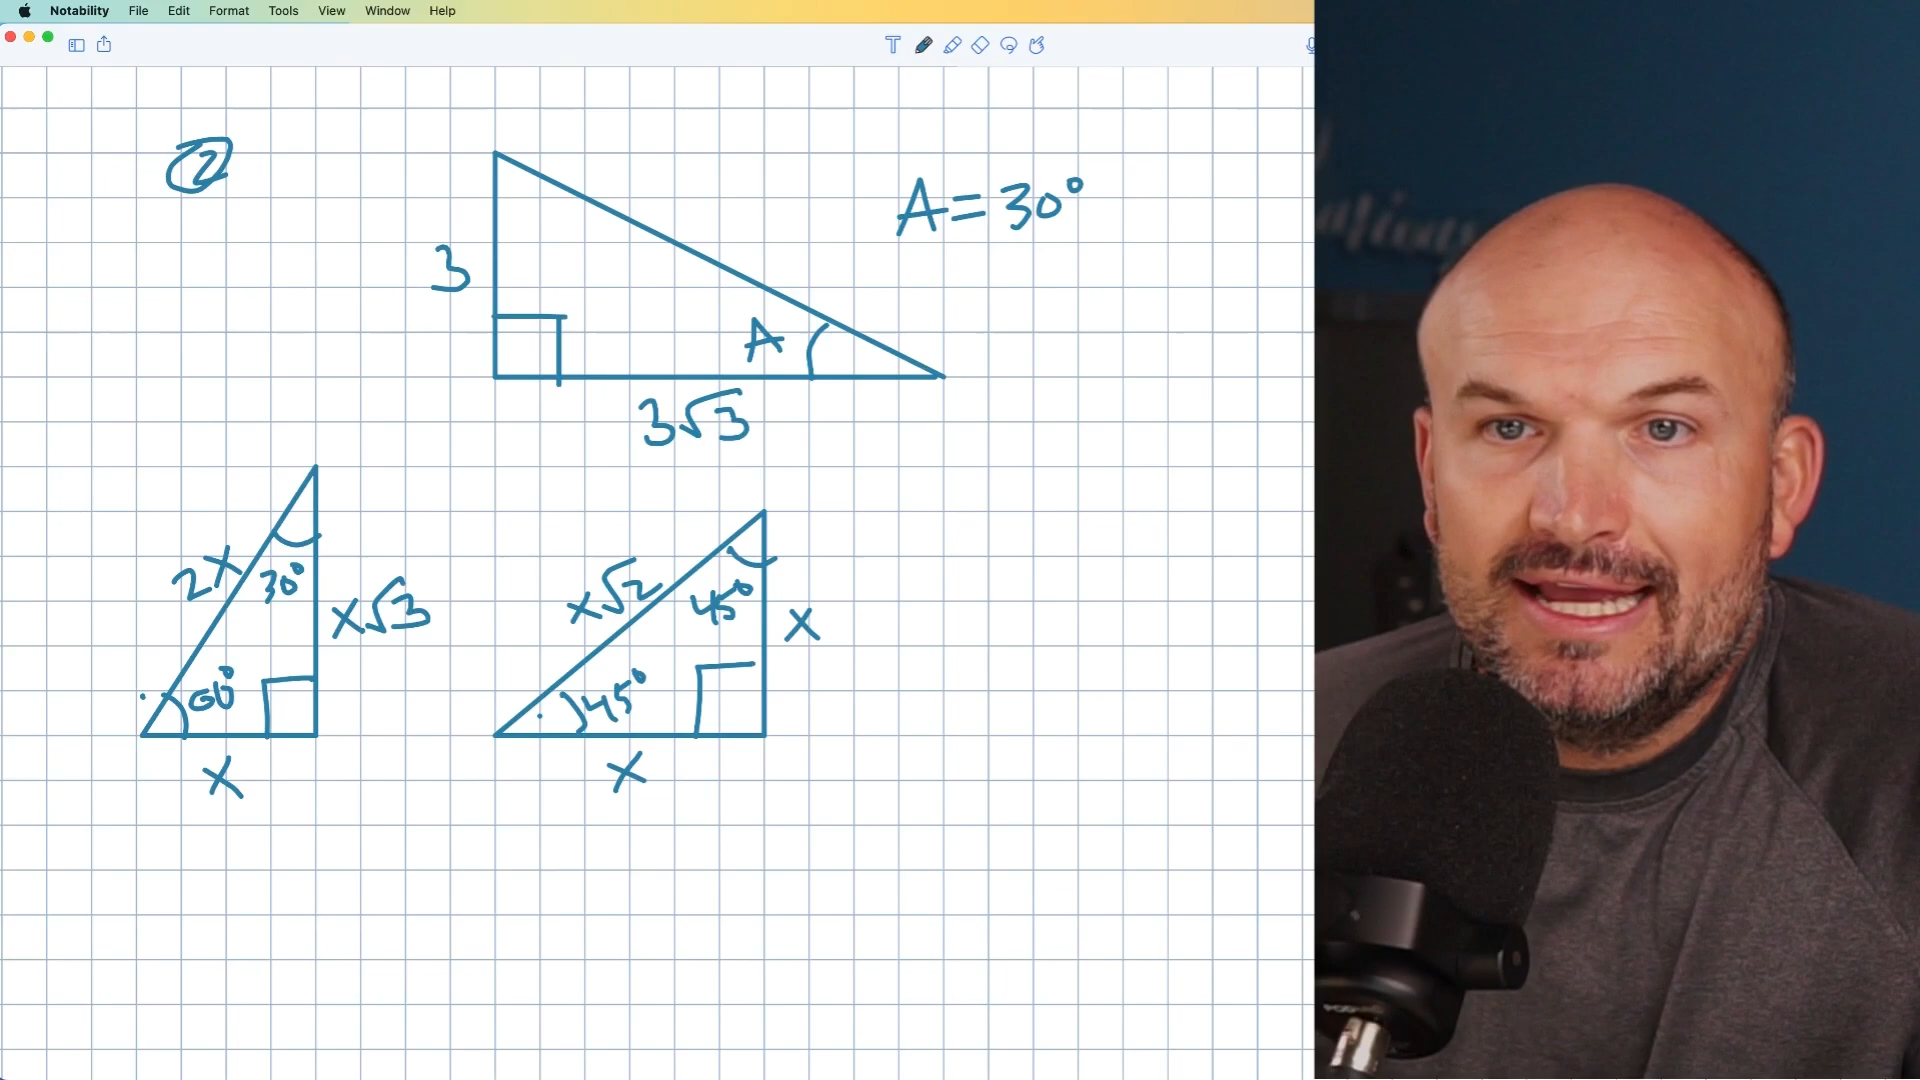 Notability File Edit Format Tools View Window Help
2
A=30°
3
A
3√3
2x
30°
x√3
60°
x
x√2
45°
x
45°
x